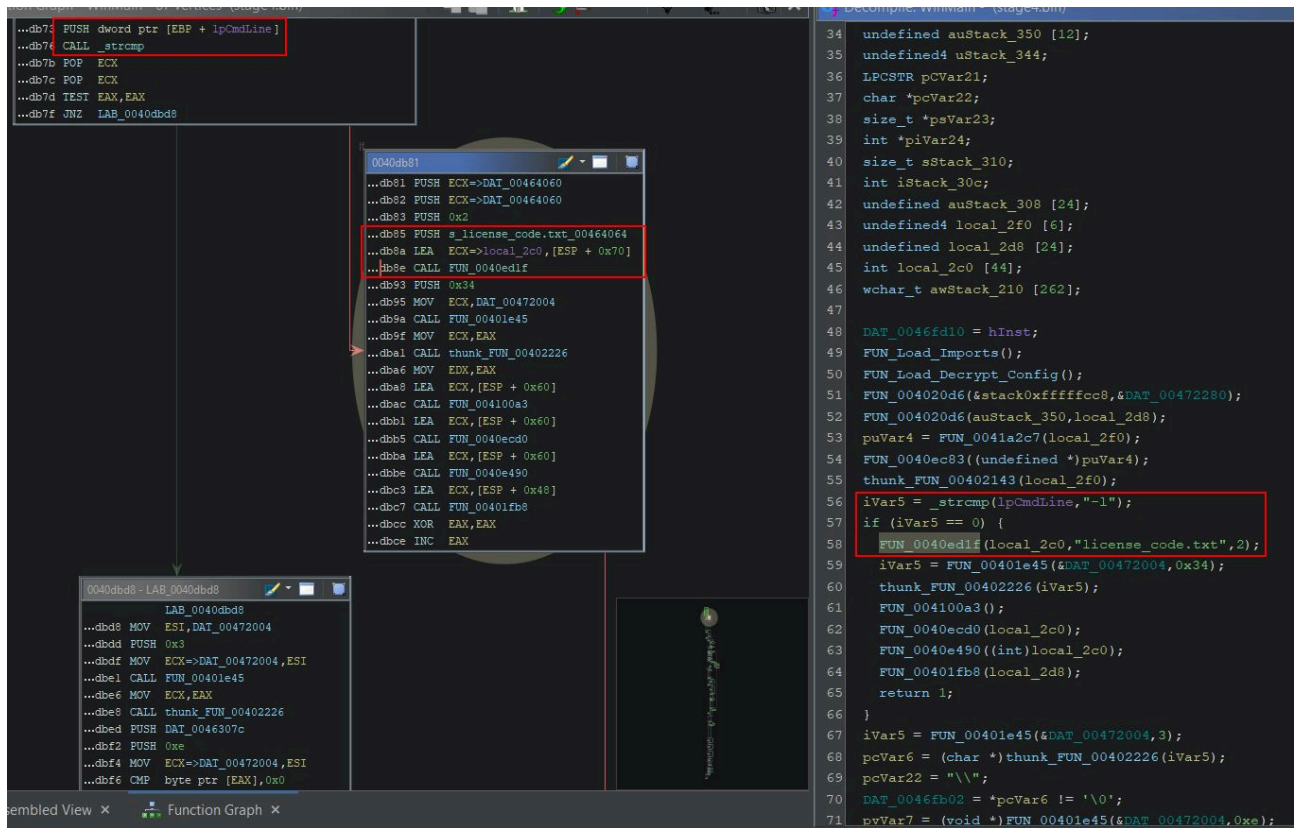 ...db73 PUSH dword ptr [EBP + lpCmdLine]
...db76 CALL _strcmp
...db7b POP ECX
...db7c POP ECX
...db7d TEST EAX,EAX
...db7f JNZ LAB_0040dbd8
0040db81
...db81 PUSH ECX=>DAT_00464060
...db82 PUSH ECX=>DAT_00464060
...db83 PUSH 0x2
...db85 PUSH s_license_code.txt_00464064
...db8a LEA ECX=>local_2c0,[ESP + 0x70]
...db8e CALL FUN_0040ed1f
...db93 PUSH 0x34
...db95 MOV ECX,DAT_00472004
...db9a CALL FUN_00401e45
...db9f MOV ECX,EAX
...dba1 CALL thunk_FUN_00402226
...dba6 MOV EDX,EAX
...dba8 LEA ECX,[ESP + 0x60]
...dbac CALL FUN_004100a3
...dbb1 LEA ECX,[ESP + 0x60]
...dbb5 CALL FUN_0040ecd0
...dbba LEA ECX,[ESP + 0x60]
...dbbe CALL FUN_0040e490
...dbc3 LEA ECX,[ESP + 0x48]
...dbc7 CALL FUN_00401fb8
...dbcc XOR EAX,EAX
...dbce INC EAX
0040dbd8 - LAB_0040dbd8
LAB_0040dbd8
...dbd8 MOV ESI,DAT_00472004
...dbdd PUSH 0x3
...dbdf MOV ECX=>DAT_00472004,ESI
...dbe1 CALL FUN_00401e45
...dbe6 MOV ECX,EAX
...dbe8 CALL thunk_FUN_00402226
...dbed PUSH DAT_0046307c
...dbf2 PUSH 0xe
...dbf4 MOV ECX=>DAT_00472004,ESI
...dbf6 CMP byte ptr [EAX],0x0
sembled View ×
Function Graph ×
34 undefined auStack_350 [12];
35 undefined4 uStack_344;
36 LPCSTR pCVar21;
37 char *pcVar22;
38 size_t *psVar23;
39 int *piVar24;
40 size_t sStack_310;
41 int iStack_30c;
42 undefined auStack_308 [24];
43 undefined4 local_2f0 [6];
44 undefined local_2d8 [24];
45 int local_2c0 [44];
46 wchar_t awStack_210 [262];
47
48 DAT_0046fd10 = hInst;
49 FUN_Load_Imports();
50 FUN_Load_Decrypt_Config();
51 FUN_004020d6(&stack0xfffffcc8,&DAT_00472280);
52 FUN_004020d6(auStack_350,local_2d8);
53 puVar4 = FUN_0041a2c7(local_2f0);
54 FUN_0040ec83((undefined *)puVar4);
55 thunk_FUN_00402143(local_2f0);
56 iVar5 = _strcmp(lpCmdLine,"-l");
57 if (iVar5 == 0) {
58 FUN_0040ed1f(local_2c0,"license_code.txt",2);
59 iVar5 = FUN_00401e45(&DAT_00472004,0x34);
60 thunk_FUN_00402226(iVar5);
61 FUN_004100a3();
62 FUN_0040ecd0(local_2c0);
63 FUN_0040e490((int)local_2c0);
64 FUN_00401fb8(local_2d8);
65 return 1;
66 }
67 iVar5 = FUN_00401e45(&DAT_00472004,3);
68 pcVar6 = (char *)thunk_FUN_00402226(iVar5);
69 pcVar22 = "\\";
70 DAT_0046fb02 = *pcVar6 != '\0';
71 pvVar7 = (void *)FUN_00401e45(&DAT_00472004,0xe);